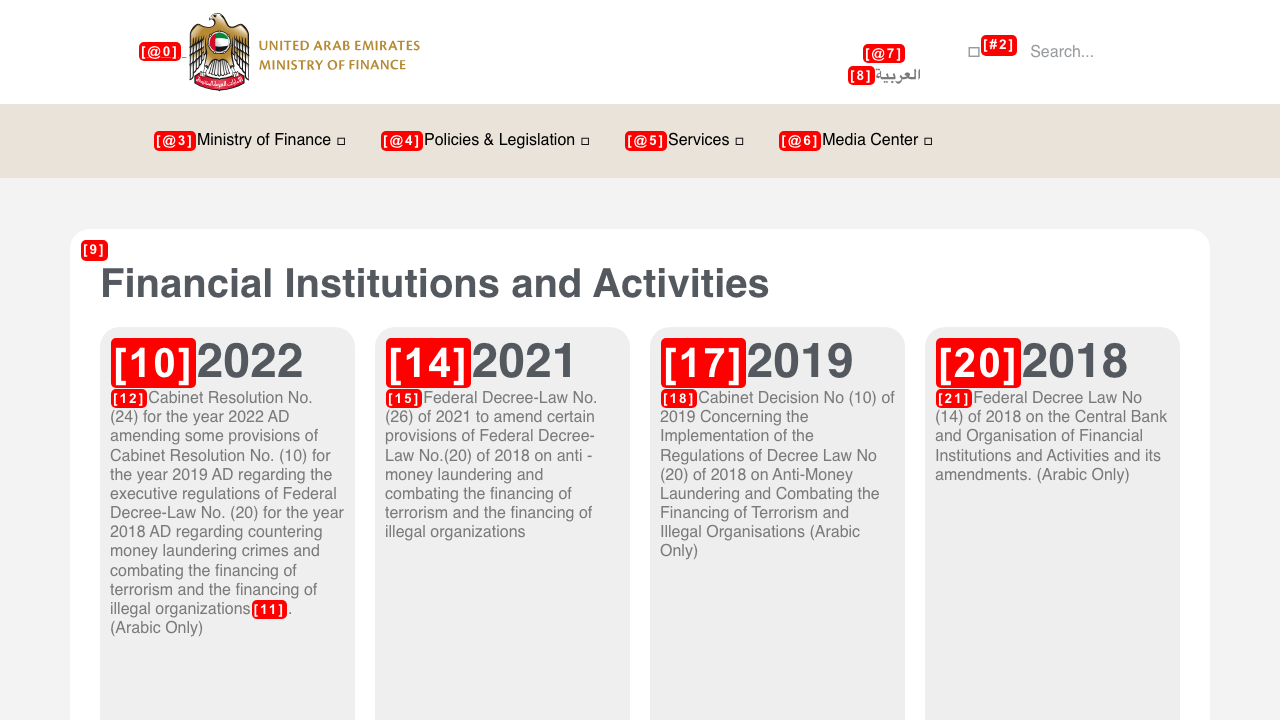 [@0]
UNITED ARAB EMIRATES
MINISTRY OF FINANCE
[@7]
[8] العربية
[#2] Search...
[@3] Ministry of Finance
[@4] Policies & Legislation
[@5] Services
[@6] Media Center
[9]
Financial Institutions and Activities
[10] 2022
[12] Cabinet Resolution No.
(24) for the year 2022 AD
amending some provisions of
Cabinet Resolution No. (10) for
the year 2019 AD regarding the
executive regulations of Federal
Decree-Law No. (20) for the year
2018 AD regarding countering
money laundering crimes and
combating the financing of
terrorism and the financing of
illegal organizations[11].
(Arabic Only)
[14] 2021
[15] Federal Decree-Law No.
(26) of 2021 to amend certain
provisions of Federal Decree-
Law No.(20) of 2018 on anti -
money laundering and
combating the financing of
terrorism and the financing of
illegal organizations
[17] 2019
[18] Cabinet Decision No (10) of
2019 Concerning the
Implementation of the
Regulations of Decree Law No
(20) of 2018 on Anti-Money
Laundering and Combating the
Financing of Terrorism and
Illegal Organisations (Arabic
Only)
[20] 2018
[21] Federal Decree Law No
(14) of 2018 on the Central Bank
and Organisation of Financial
Institutions and Activities and its
amendments. (Arabic Only)